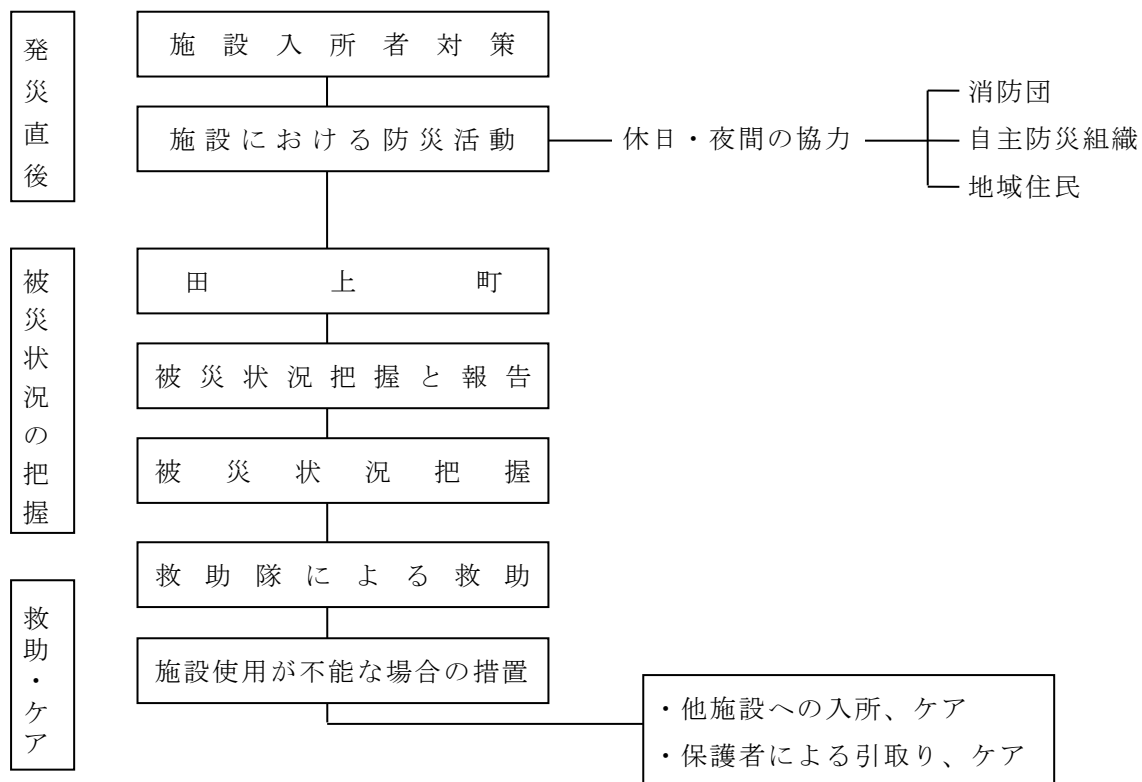 発災直後
施設入所者対策
施設における防災活動
休日・夜間の協力
消防団
自主防災組織
地域住民
被災状況の把握
田上町
被災状況把握と報告
被災状況把握
救助・ケア
救助隊による救助
施設使用が不能な場合の措置
・他施設への入所、ケア
・保護者による引取り、ケア